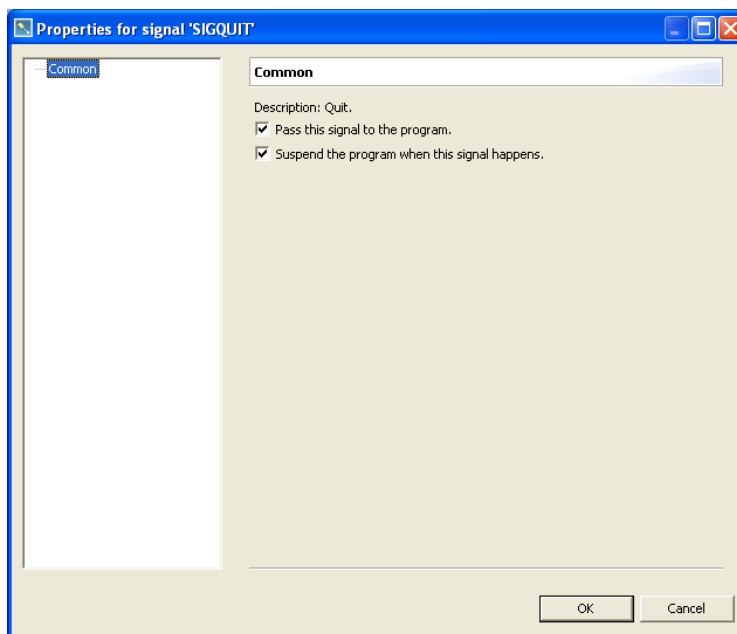 Properties for signal 'SIGQUIT'
Common
Common
Description: Quit.
Pass this signal to the program.
Suspend the program when this signal happens.
OK
Cancel